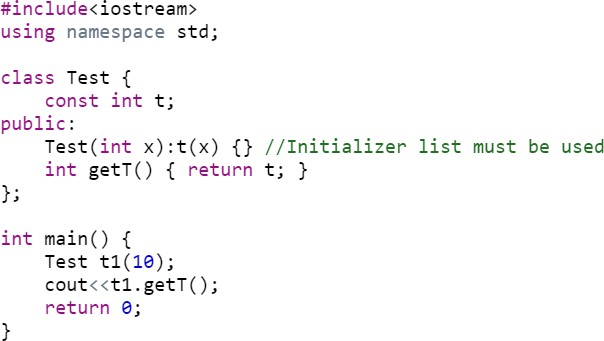 #include<iostream>
using namespace std;
class Test {
    const int t;
public:
    Test(int x):t(x) {} //Initializer list must be used
    int getT() { return t; }
};
int main() {
    Test t1(10);
    cout<<t1.getT();
    return 0;
}